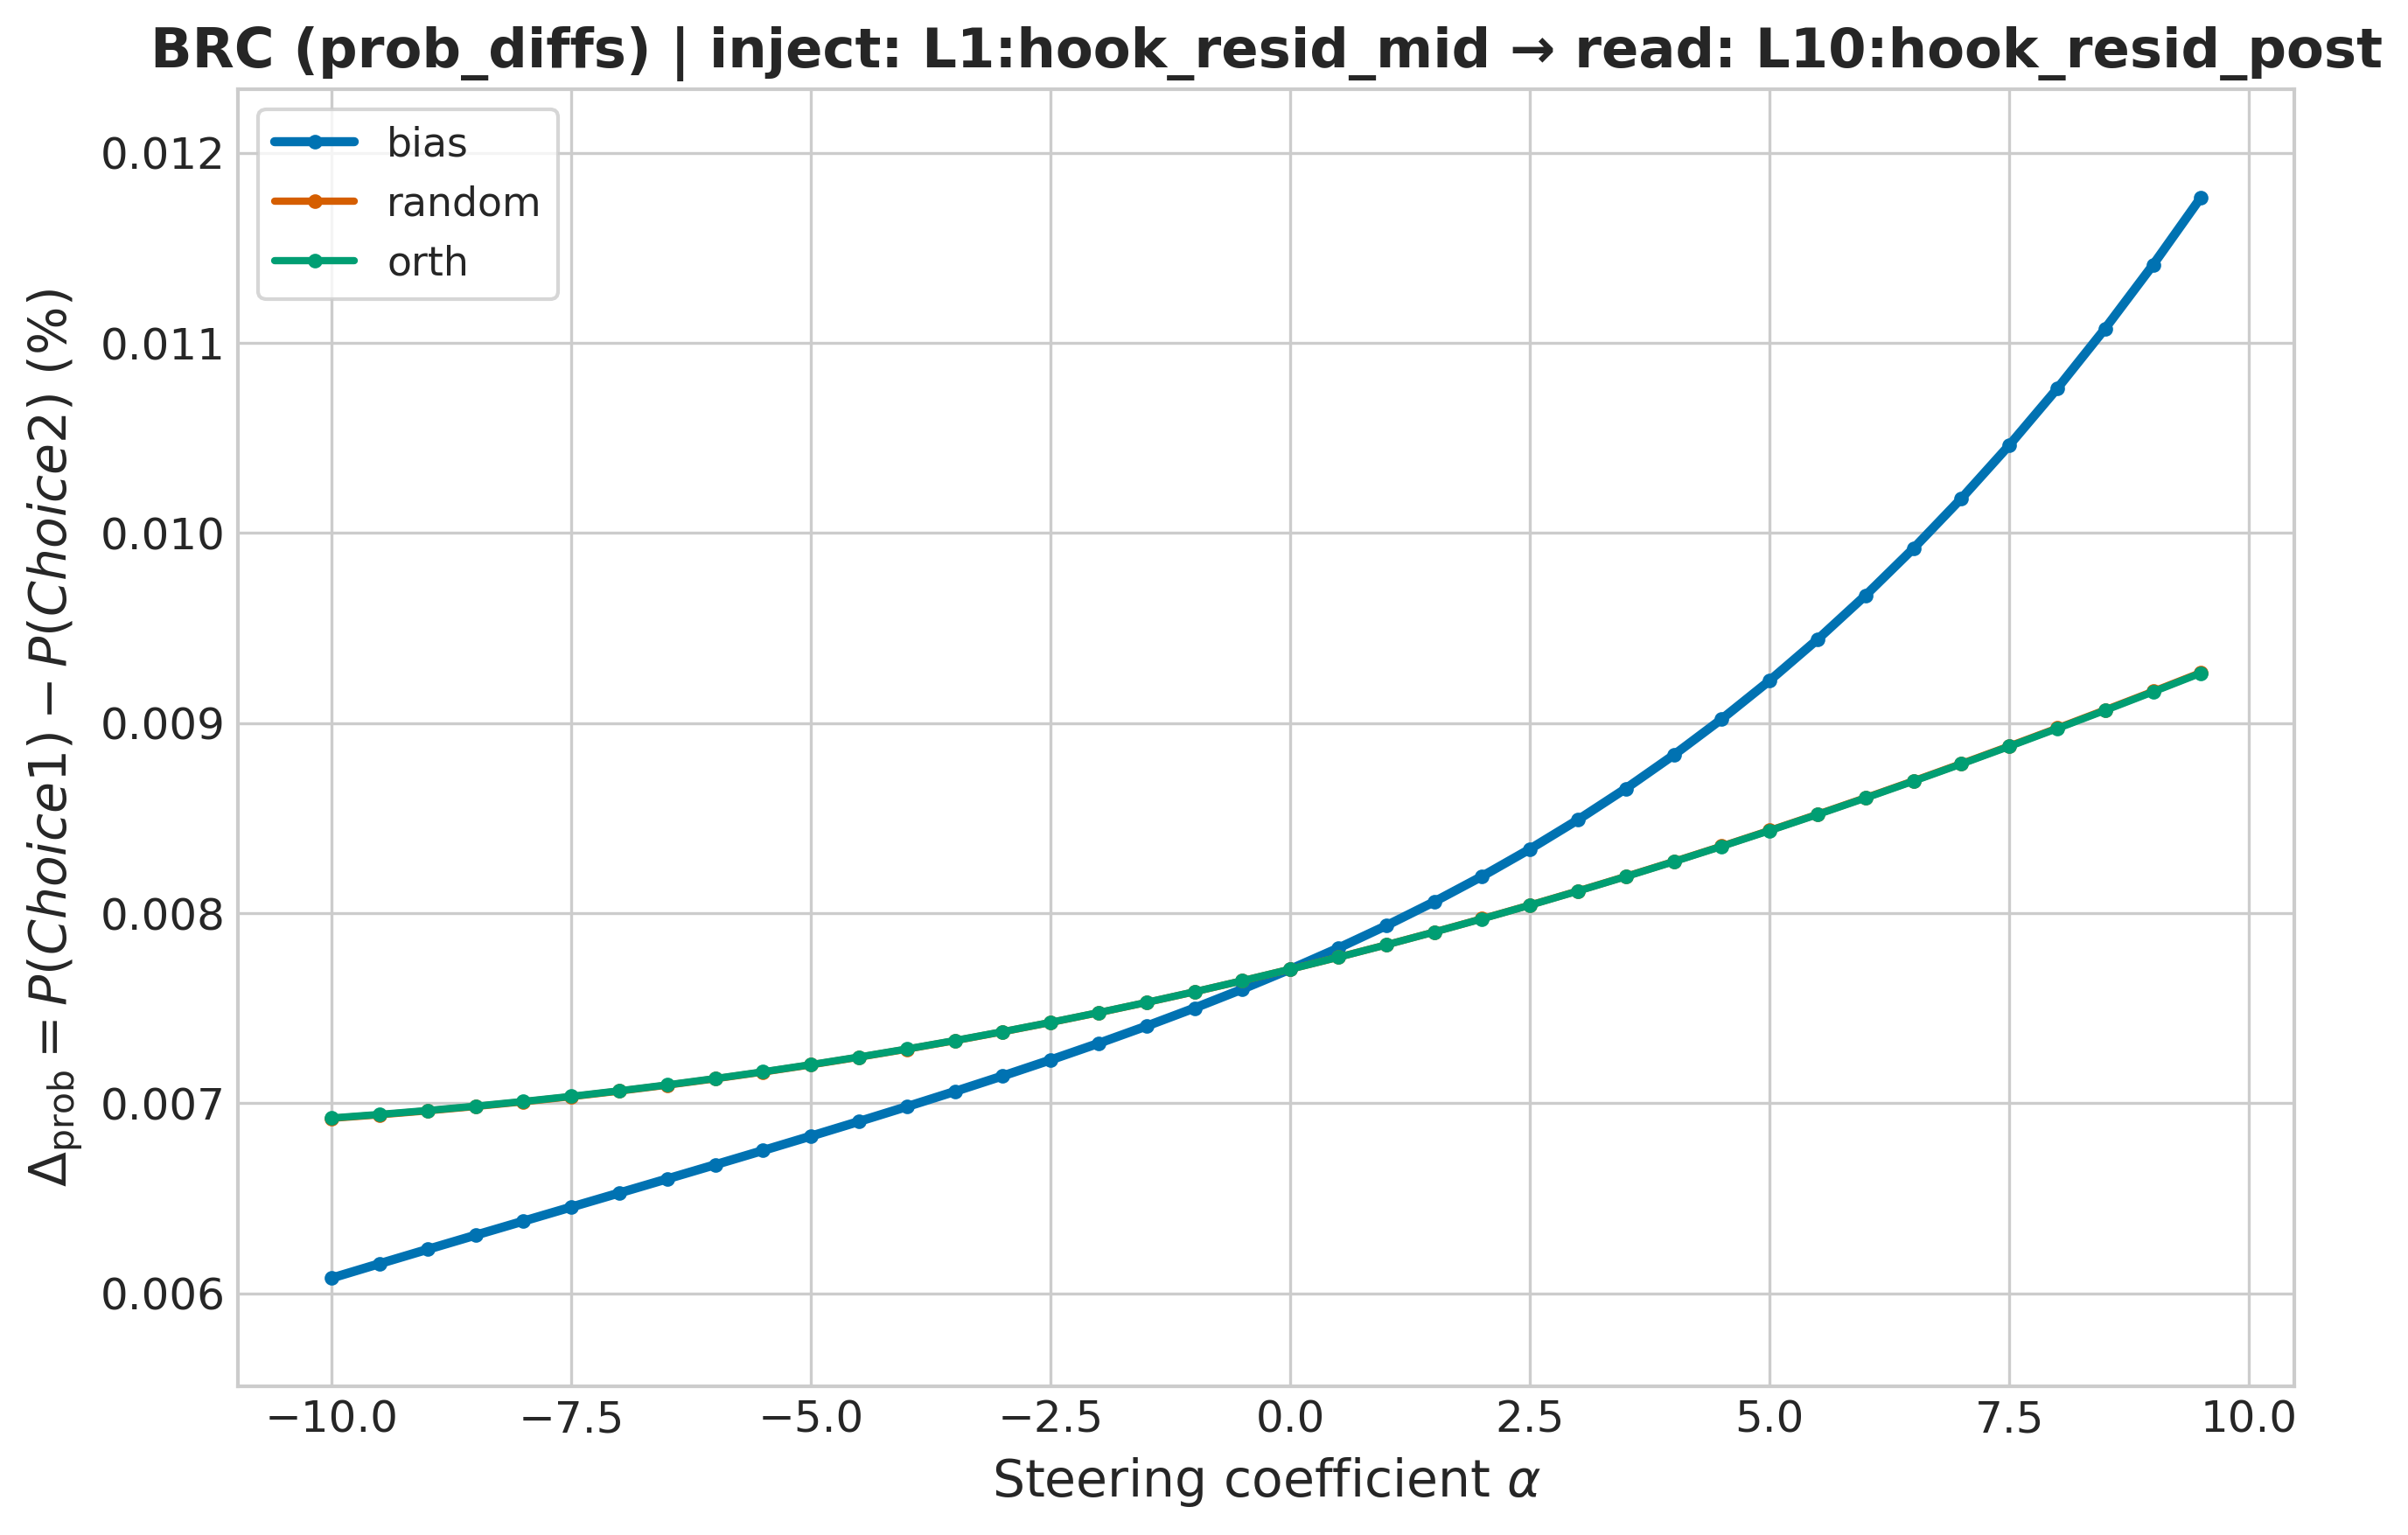 BRC (prob_diffs) | inject: L1:hook_resid_mid → read: L10:hook_resid_post
bias
random
orth
0.012
0.011
0.010
0.009
0.008
0.007
0.006
Δprob = P(Choice1) − P(Choice2) (%)
−10.0 −7.5 −5.0 −2.5 0.0 2.5 5.0 7.5 10.0
Steering coefficient α